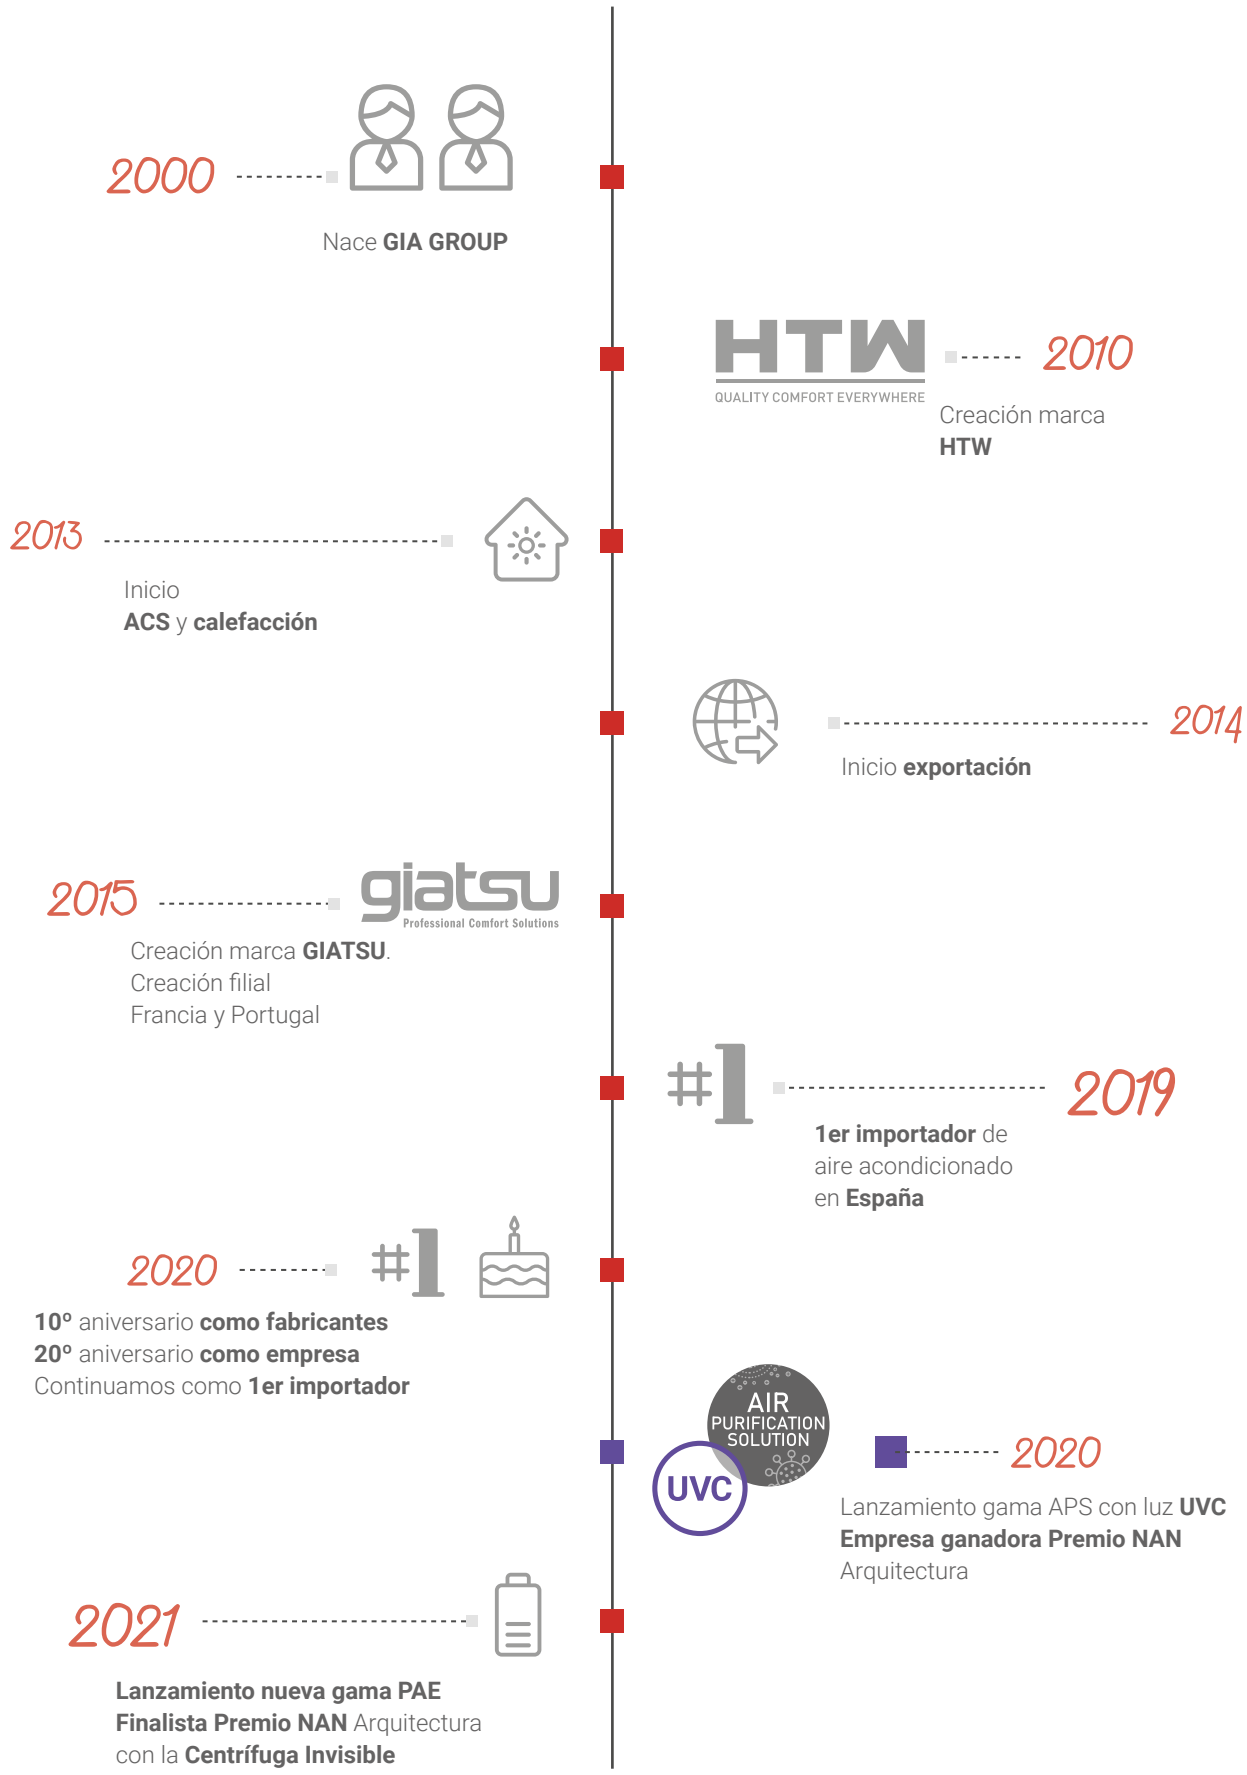 2000
Nace GIA GROUP
HTW
QUALITY COMFORT EVERYWHERE
2010
Creación marca
HTW
2013
Inicio
ACS y calefacción
2014
Inicio exportación
2015
giatsu
Professional Comfort Solutions
Creación marca GIATSU.
Creación filial
Francia y Portugal
#1
2019
1er importador de
aire acondicionado
en España
2020
#1
10º aniversario como fabricantes
20º aniversario como empresa
Continuamos como 1er importador
AIR
PURIFICATION
SOLUTION
UVC
2020
Lanzamiento gama APS con luz UVC
Empresa ganadora Premio NAN
Arquitectura
2021
Lanzamiento nueva gama PAE
Finalista Premio NAN Arquitectura
con la Centrífuga Invisible